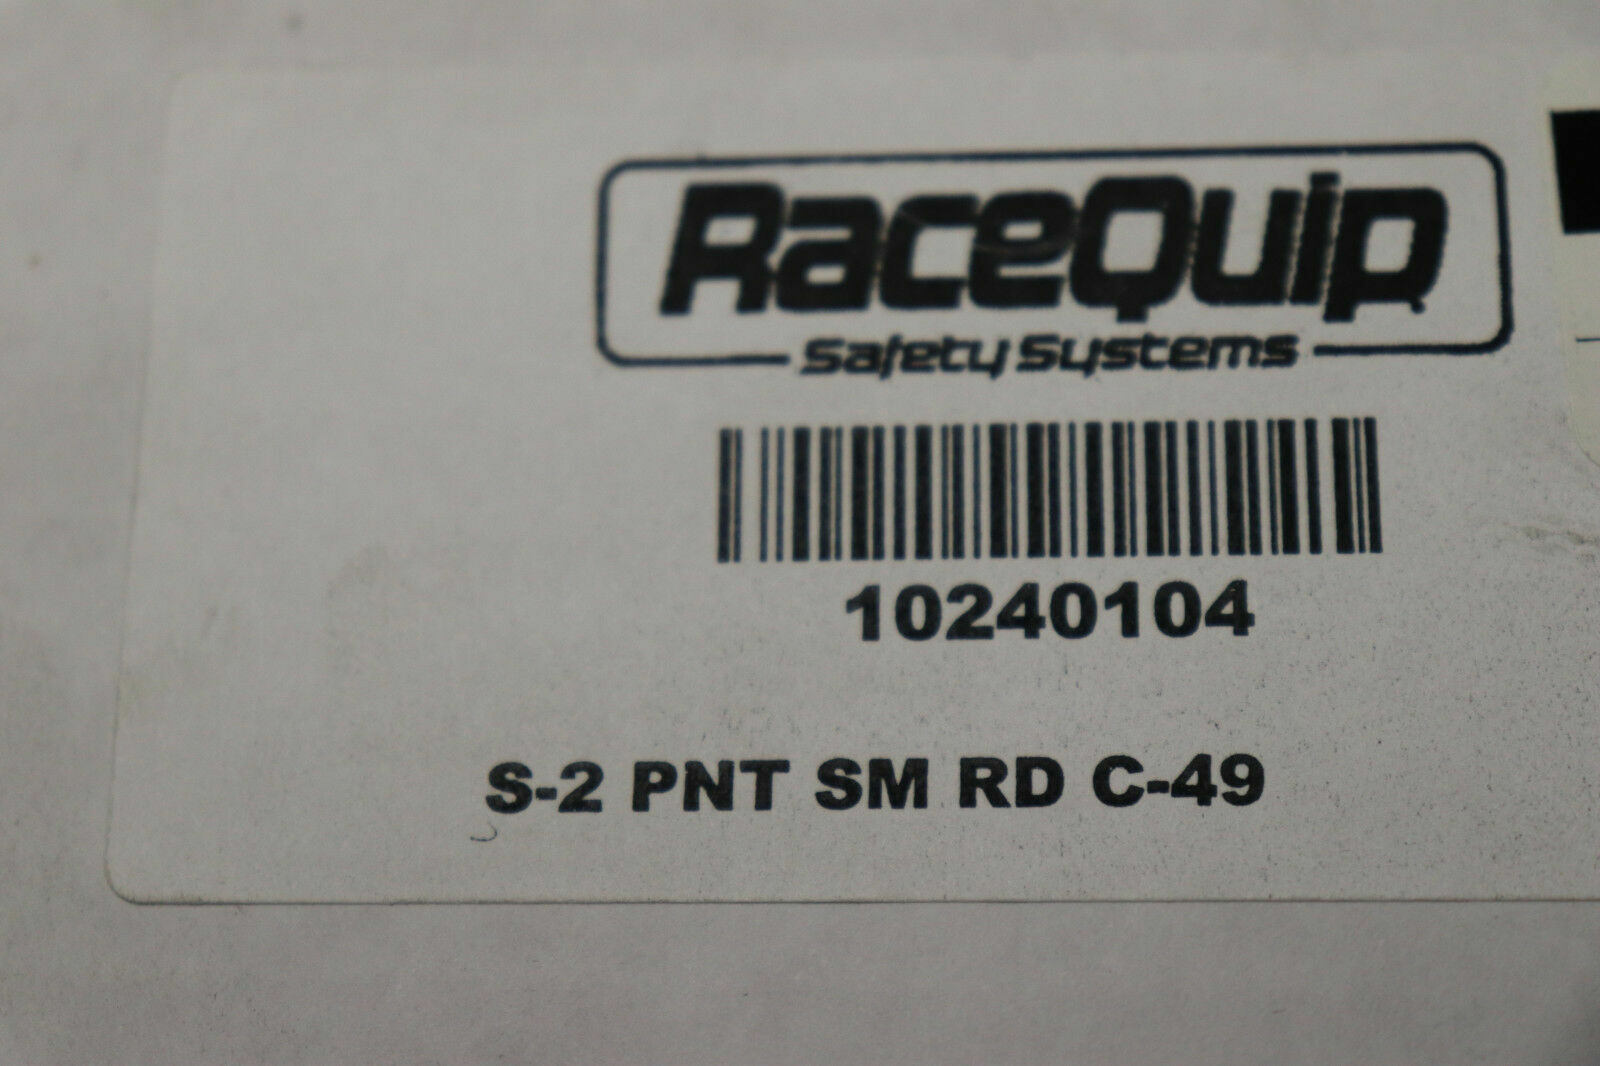 RaceQuip
Safety Systems
10240104
S-2 PNT SM RD C-49